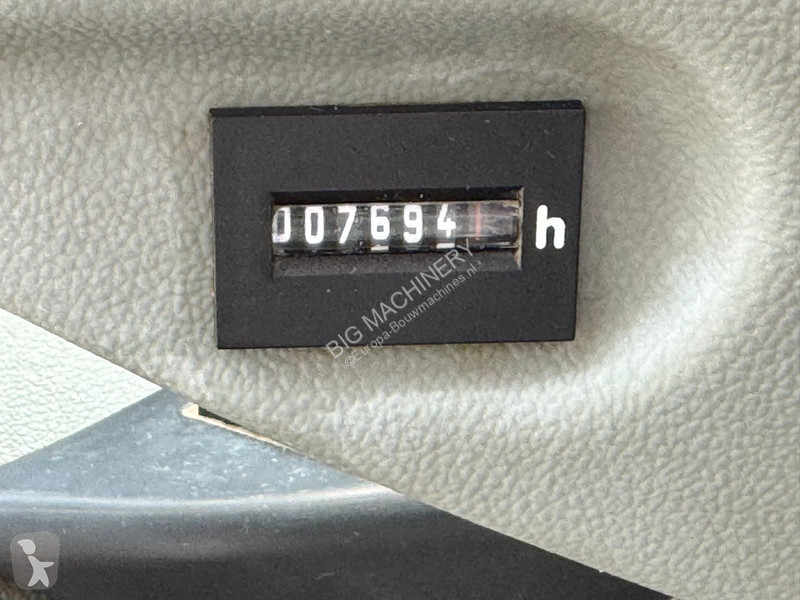 007694 h
BIG MACHINERY
©Europa-Bouwmachines.nl